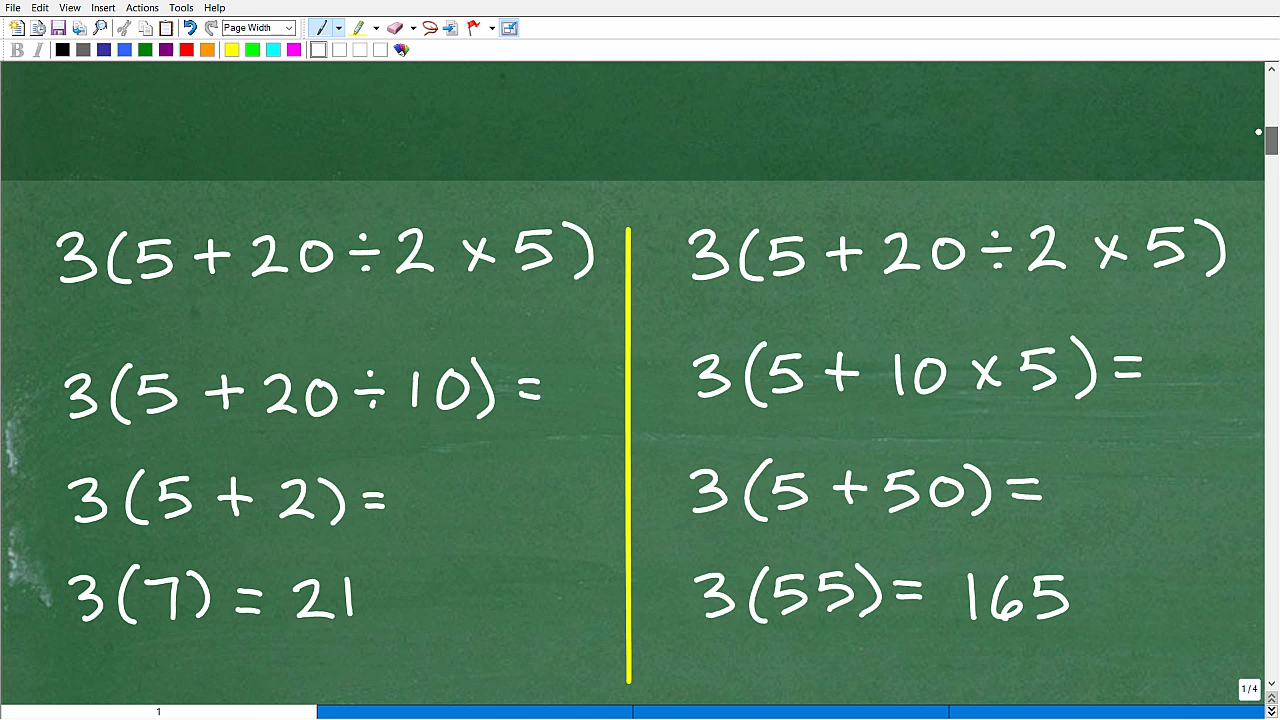 File Edit View Insert Actions Tools Help
Page Width
B I
3(5 + 20 ÷ 2 × 5)
3(5 + 20 ÷ 10) =
3(5 + 2) =
3(7) = 21
3(5 + 20 ÷ 2 × 5)
3(5 + 10 × 5) =
3(5 + 50) =
3(55) = 165
1/4
1